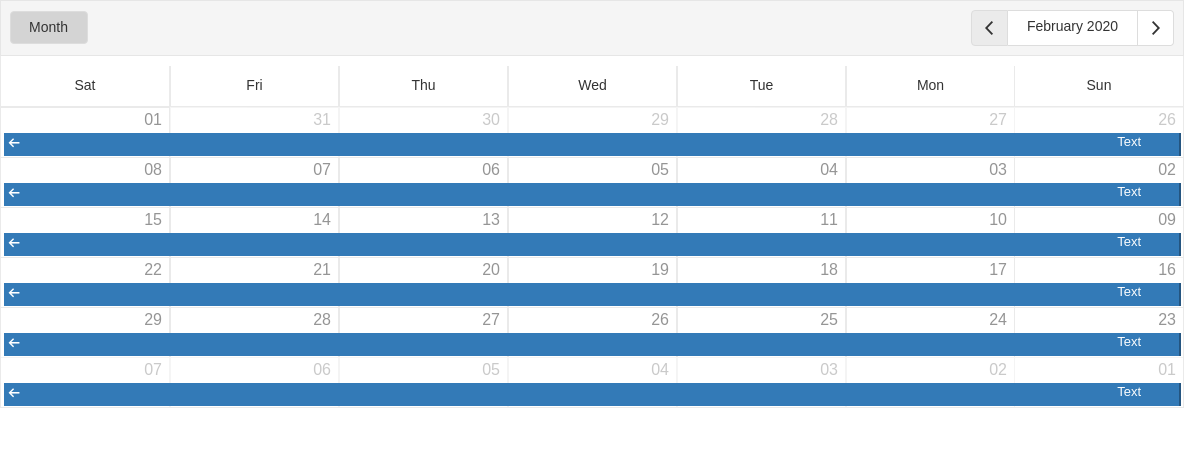 Month
February 2020
Sat Fri Thu Wed Tue Mon Sun
01 31 30 29 28 27 26
Text
08 07 06 05 04 03 02
Text
15 14 13 12 11 10 09
Text
22 21 20 19 18 17 16
Text
29 28 27 26 25 24 23
Text
07 06 05 04 03 02 01
Text